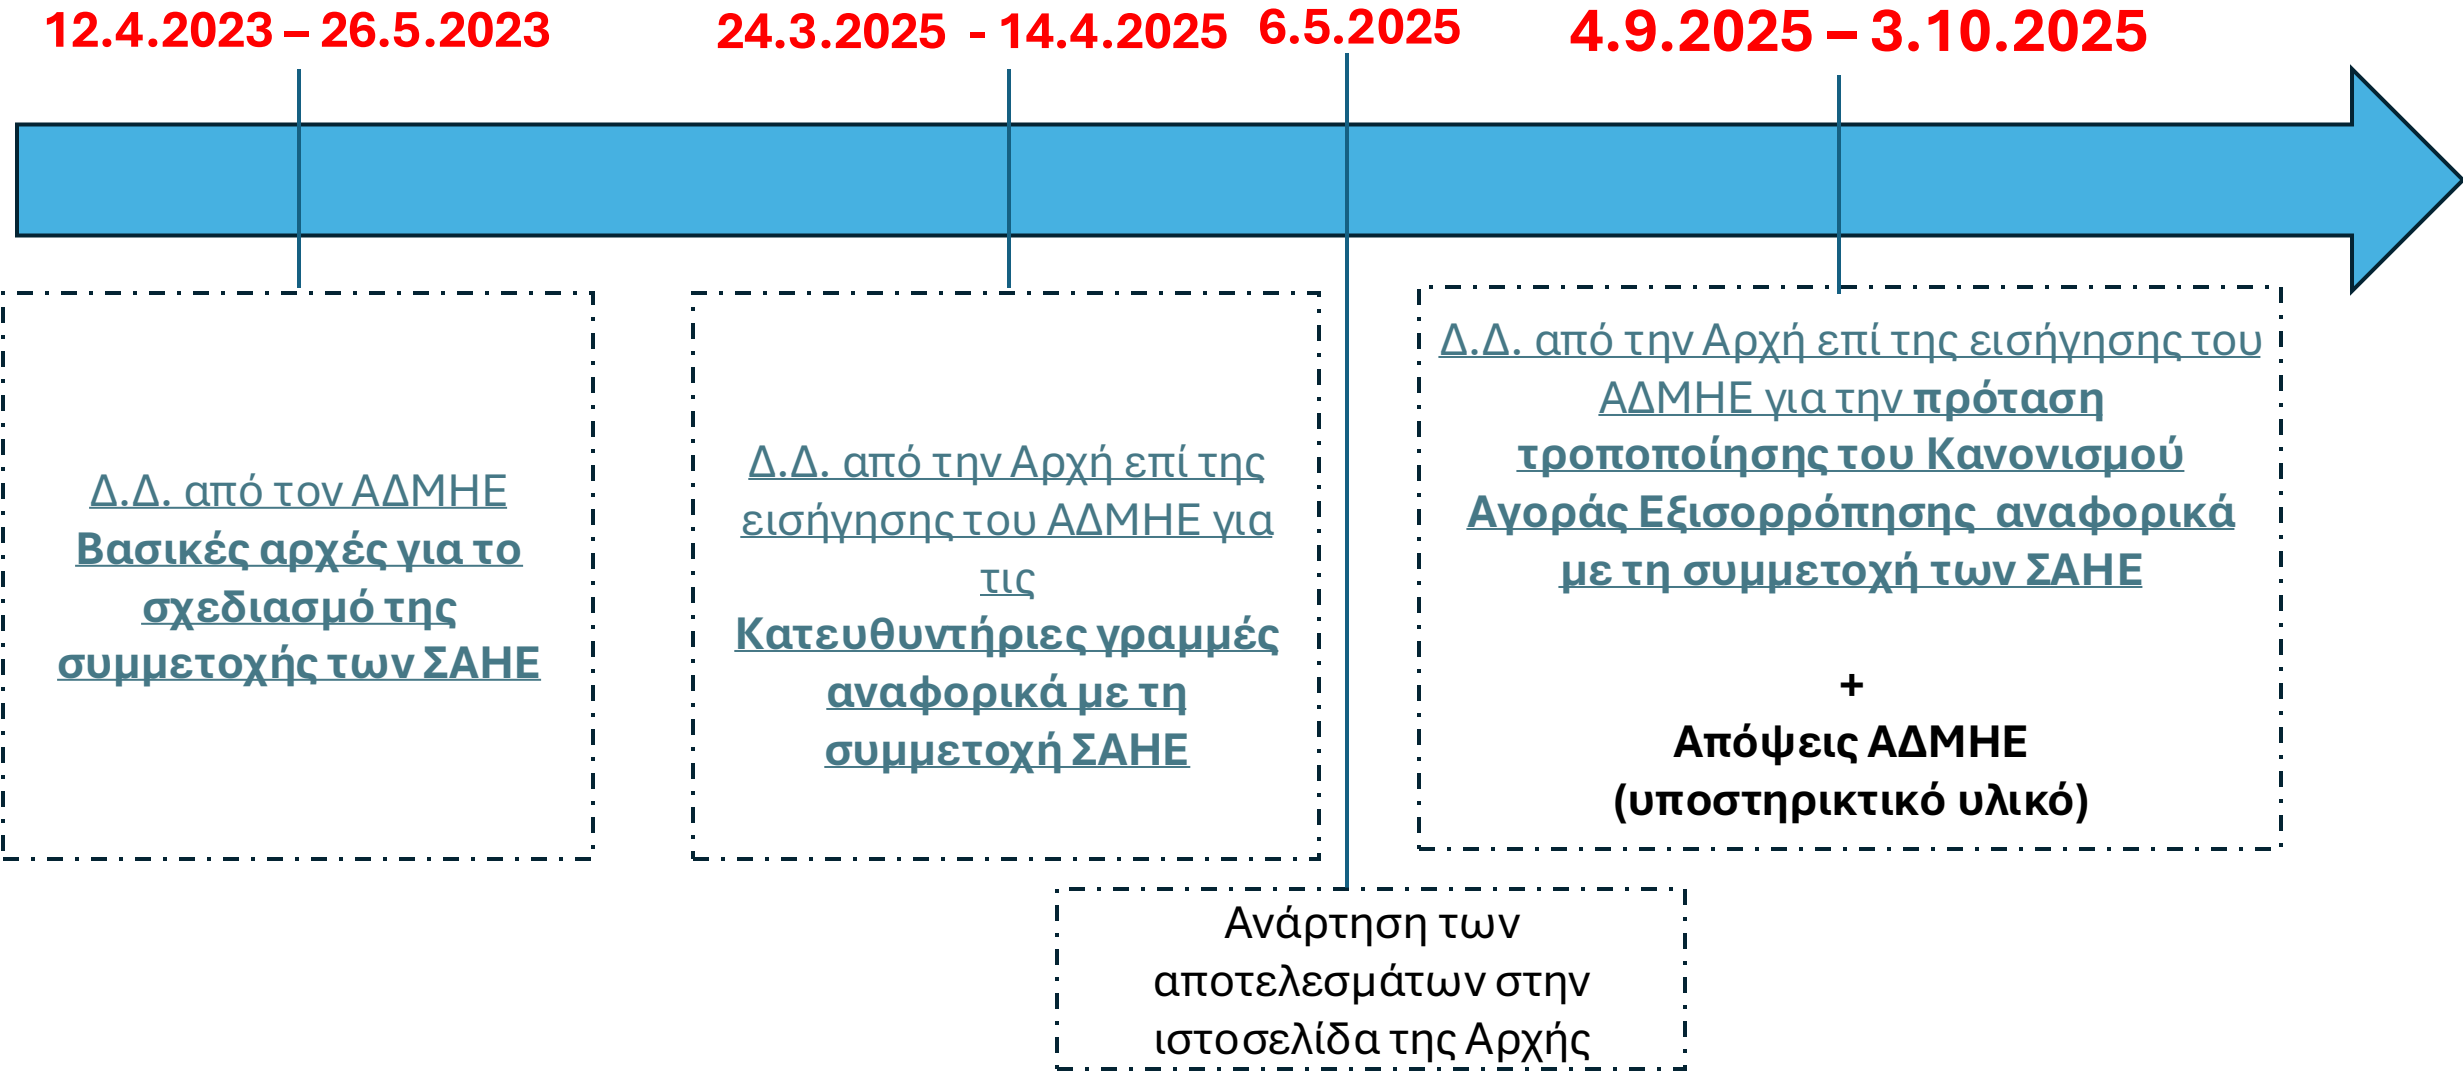 12.4.2023 – 26.5.2023
24.3.2025 - 14.4.2025
6.5.2025
4.9.2025 – 3.10.2025
Δ.Δ. από τον ΑΔΜΗΕ
Βασικές αρχές για το
σχεδιασμό της
συμμετοχής των ΣΑΗΕ
Δ.Δ. από την Αρχή επί της
εισήγησης του ΑΔΜΗΕ για
τις
Κατευθυντήριες γραμμές
αναφορικά με τη
συμμετοχή ΣΑΗΕ
Δ.Δ. από την Αρχή επί της εισήγησης του
ΑΔΜΗΕ για την πρόταση
τροποποίησης του Κανονισμού
Αγοράς Εξισορρόπησης αναφορικά
με τη συμμετοχή των ΣΑΗΕ
+
Απόψεις ΑΔΜΗΕ
(υποστηρικτικό υλικό)
Ανάρτηση των
αποτελεσμάτων στην
ιστοσελίδα της Αρχής